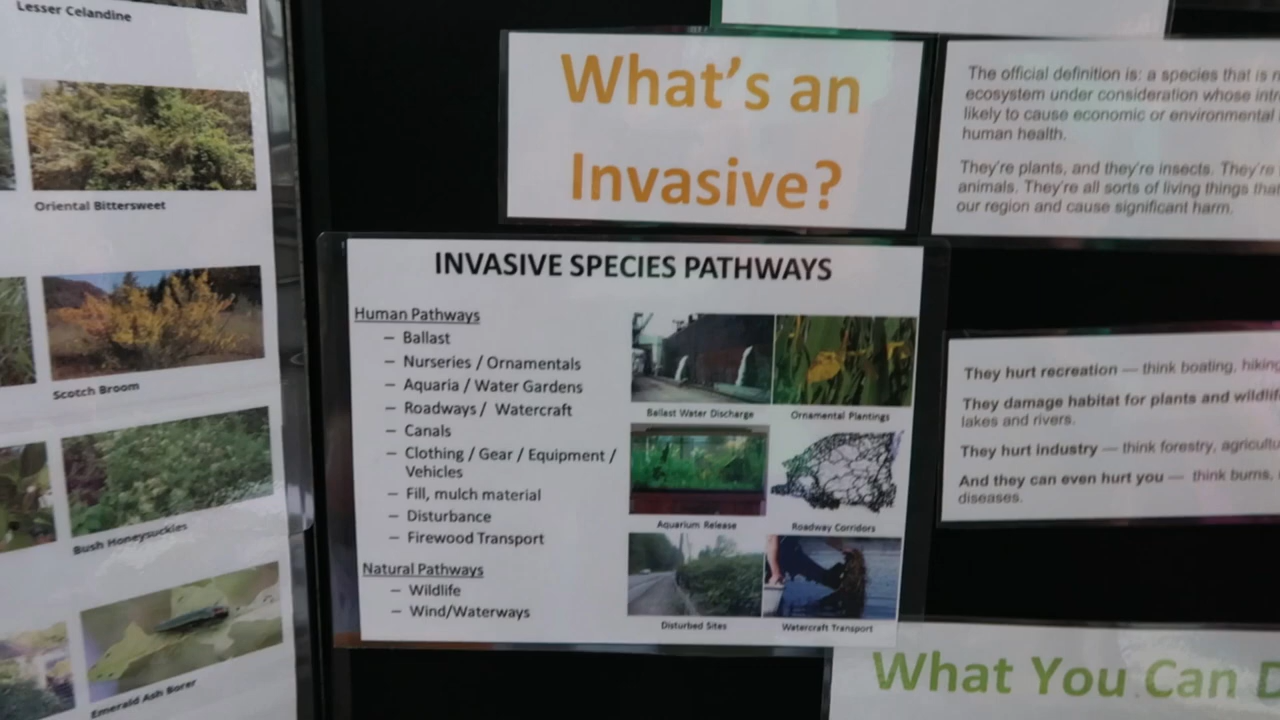 Lesser Celandine
Oriental Bittersweet
Scotch Broom
Bush Honeysuckles
Emerald Ash Borer
What's an
Invasive?
INVASIVE SPECIES PATHWAYS
Human Pathways
– Ballast
– Nurseries / Ornamentals
– Aquaria / Water Gardens
– Roadways / Watercraft
– Canals
– Clothing / Gear / Equipment /
Vehicles
– Fill, mulch material
– Disturbance
– Firewood Transport
Natural Pathways
– Wildlife
– Wind/Waterways
Ballast Water Discharge
Ornamental Plantings
Aquarium Release
Roadway Corridors
Disturbed Sites
Watercraft Transport
The official definition is: a species that is
ecosystem under consideration whose
likely to cause economic or environmental
human health.
They're plants, and they're insects. They're
animals. They're all sorts of living things
our region and cause significant harm.
They hurt recreation — think boating, hiking
They damage habitat for plants and
lakes and rivers.
They hurt industry — think forestry,
And they can even hurt you — think burns,
diseases.
What You Can